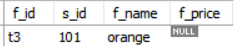 f_id s_id f_name f_price
t3 101 orange NULL